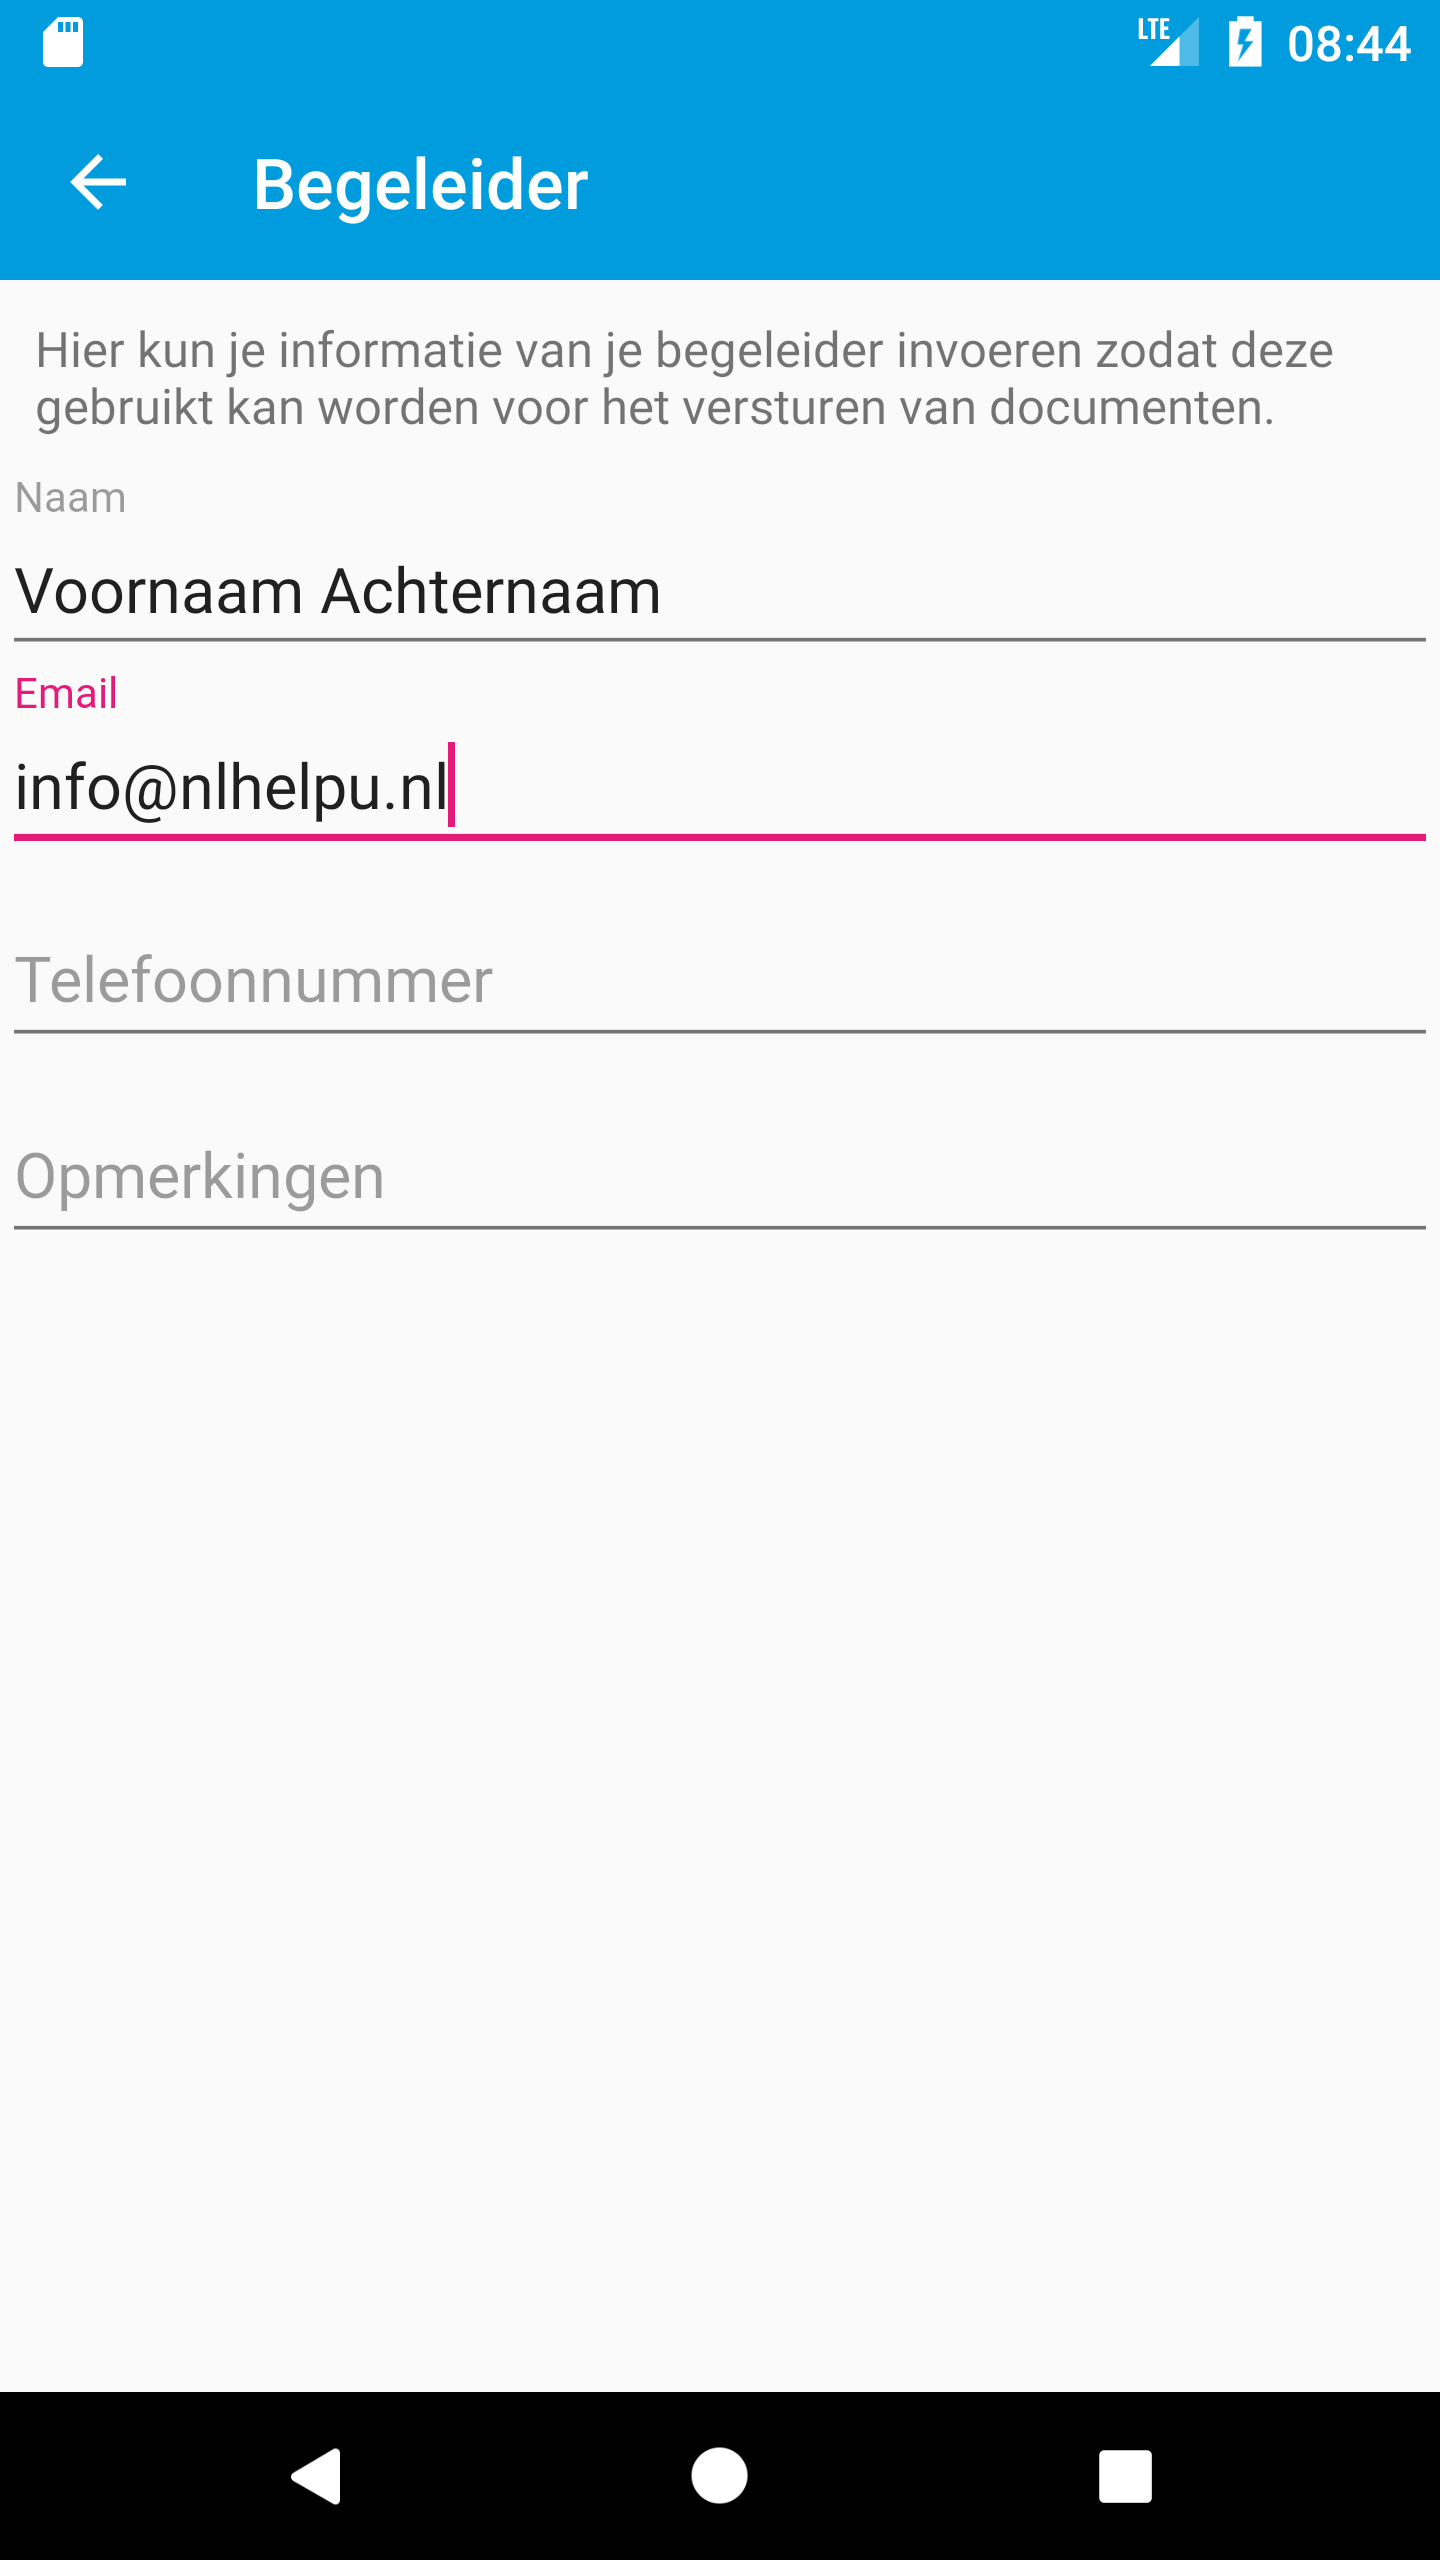 LTE 08:44
Begeleider
Hier kun je informatie van je begeleider invoeren zodat deze
gebruikt kan worden voor het versturen van documenten.
Naam
Voornaam Achternaam
Email
info@nlhelpu.nl
Telefoonnummer
Opmerkingen